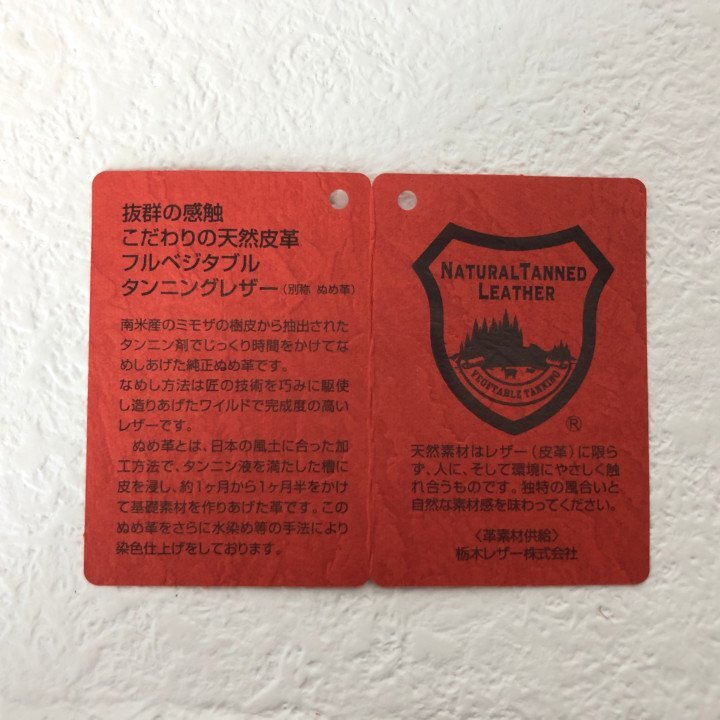 抜群の感触
こだわりの天然皮革
フルベジタブル
タンニングレザー（別称 ぬめ革）
南米産のミモザの樹皮から抽出された
タンニン剤でじっくり時間をかけてな
めしあげた純正ぬめ革です。
なめし方法は匠の技術を巧みに駆使
し造りあげたワイルドで完成度の高い
レザーです。
ぬめ革とは、日本の風土に合った加
工方法で、タンニン液を満たした槽に
皮を浸し、約1ヶ月から1ヶ月半をかけ
て基礎素材を作りあげた革です。この
ぬめ革をさらに水染め等の手法により
染色仕上げをしております。
NATURALTANNED
LEATHER
VEGETABLE TANNING
®
天然素材はレザー（皮革）に限ら
ず、人に、そして環境にやさしく触
れ合うものです。独特の風合いと
自然な素材感を味わってください。
〈革素材供給〉
栃木レザー株式会社